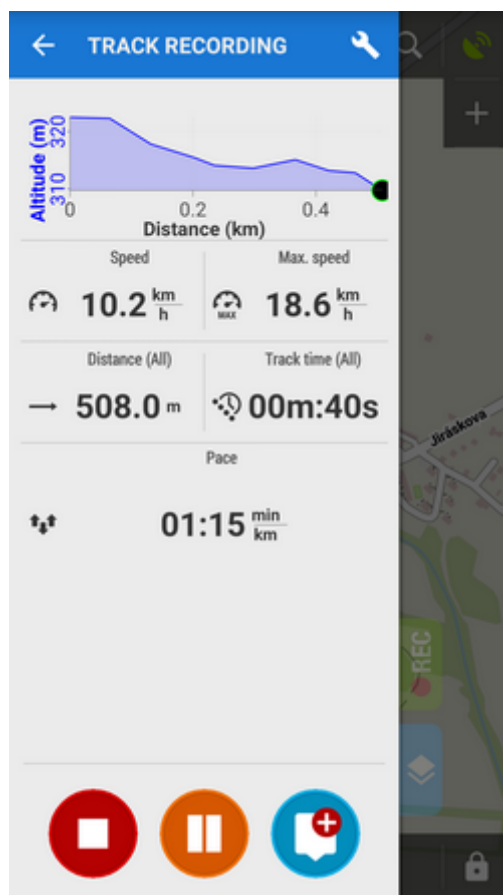 TRACK RECORDING
Altitude (m)
320
310
0
0.2
0.4
Distance (km)
Speed
Max. speed
10.2 km/h
MAX
18.6 km/h
Distance (All)
Track time (All)
508.0 m
00m:40s
Pace
01:15 min/km
Jiráskova
REC